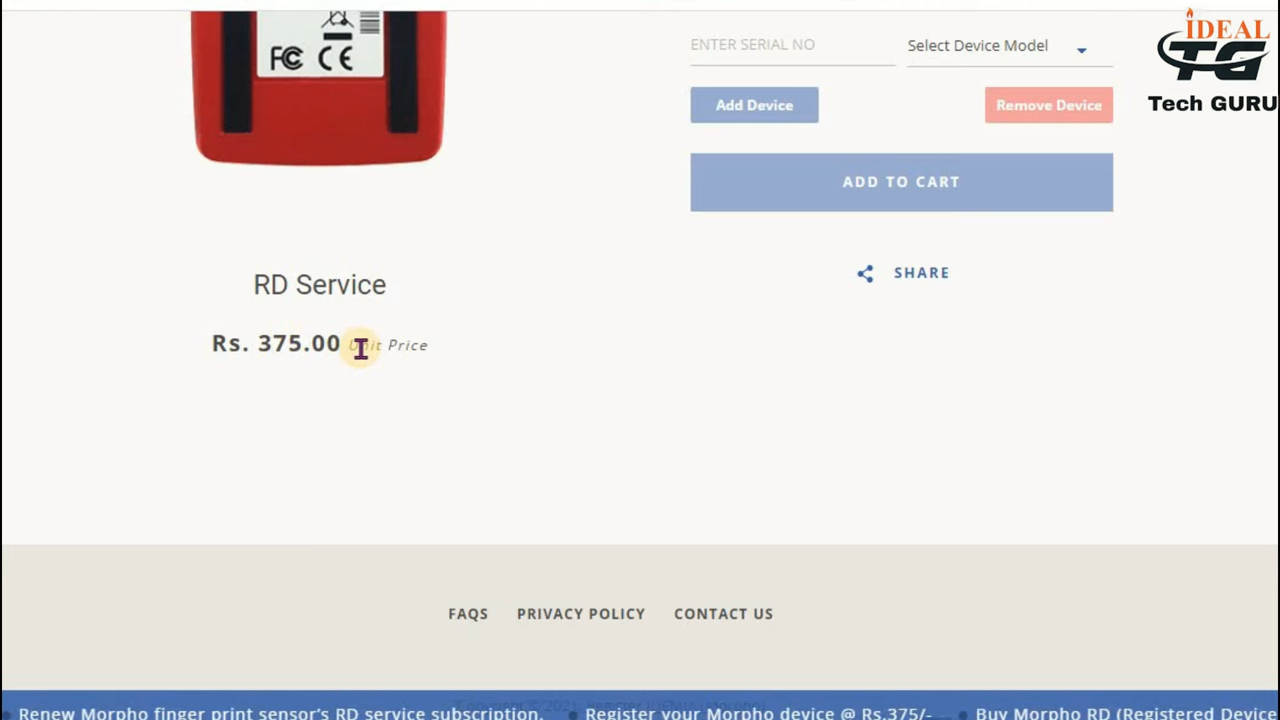 IDEAL
TG
Tech GURU
FC CE
ENTER SERIAL NO
Select Device Model
Add Device
Remove Device
ADD TO CART
SHARE
RD Service
Rs. 375.00 Unit Price
FAQS PRIVACY POLICY CONTACT US
• Renew Morpho finger print sensor's RD service subscription. • Register your Morpho device @ Rs.375/- • Buy Morpho RD (Registered Device